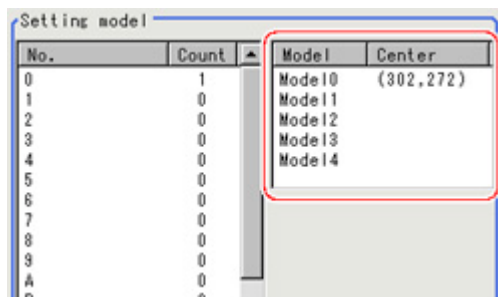 Setting model
No. Count Model Center
0 1 Model0 (302,272)
1 0 Model1
2 0 Model2
3 0 Model3
4 0 Model4
5 0
6 0
7 0
8 0
9 0
A 0